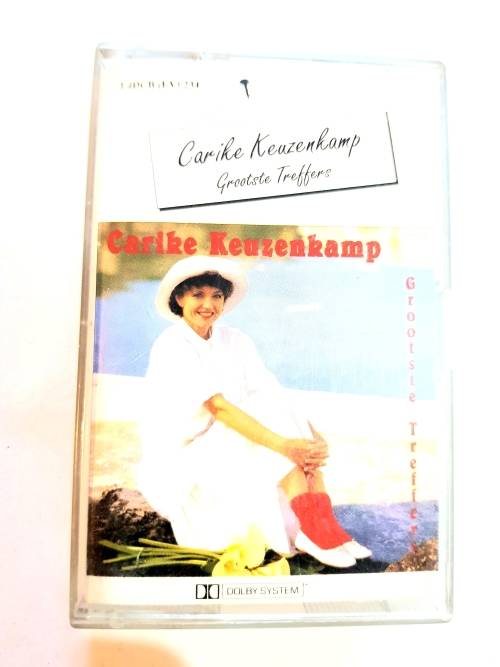 Carike Keuzenkamp
Grootste Treffers
Carike Keuzenkamp
Grootste Treffers
DOLBY SYSTEM